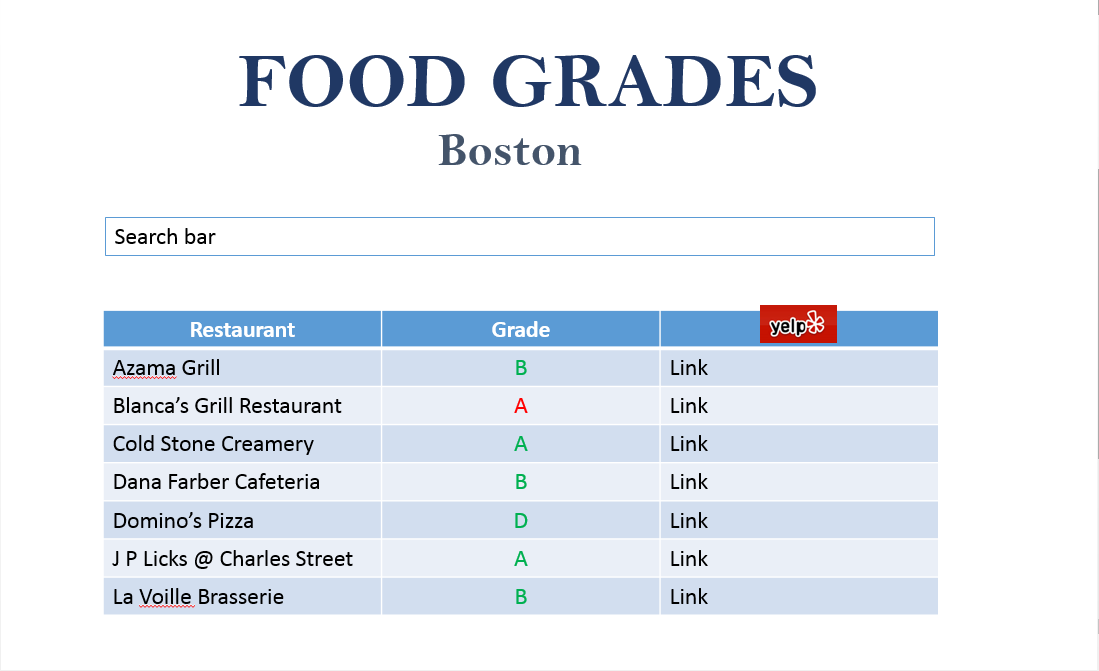 FOOD GRADES
Boston
Search bar
Restaurant Grade yelp
Azama Grill B Link
Blanca’s Grill Restaurant A Link
Cold Stone Creamery A Link
Dana Farber Cafeteria B Link
Domino’s Pizza D Link
J P Licks @ Charles Street A Link
La Voille Brasserie B Link